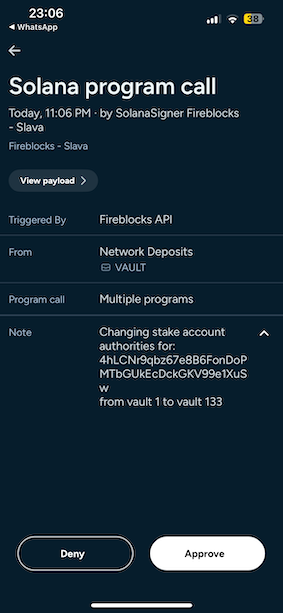 23:06
38
WhatsApp
Solana program call
Today, 11:06 PM · by SolanaSigner Fireblocks
- Slava
Fireblocks - Slava
View payload
Triggered By Fireblocks API
From Network Deposits
VAULT
Program call Multiple programs
Note Changing stake account
authorities for:
4hLCNr9qbz67e8B6FonDoP
MTbGUkEcDckGKV99e1XuS
w
from vault 1 to vault 133
Deny Approve